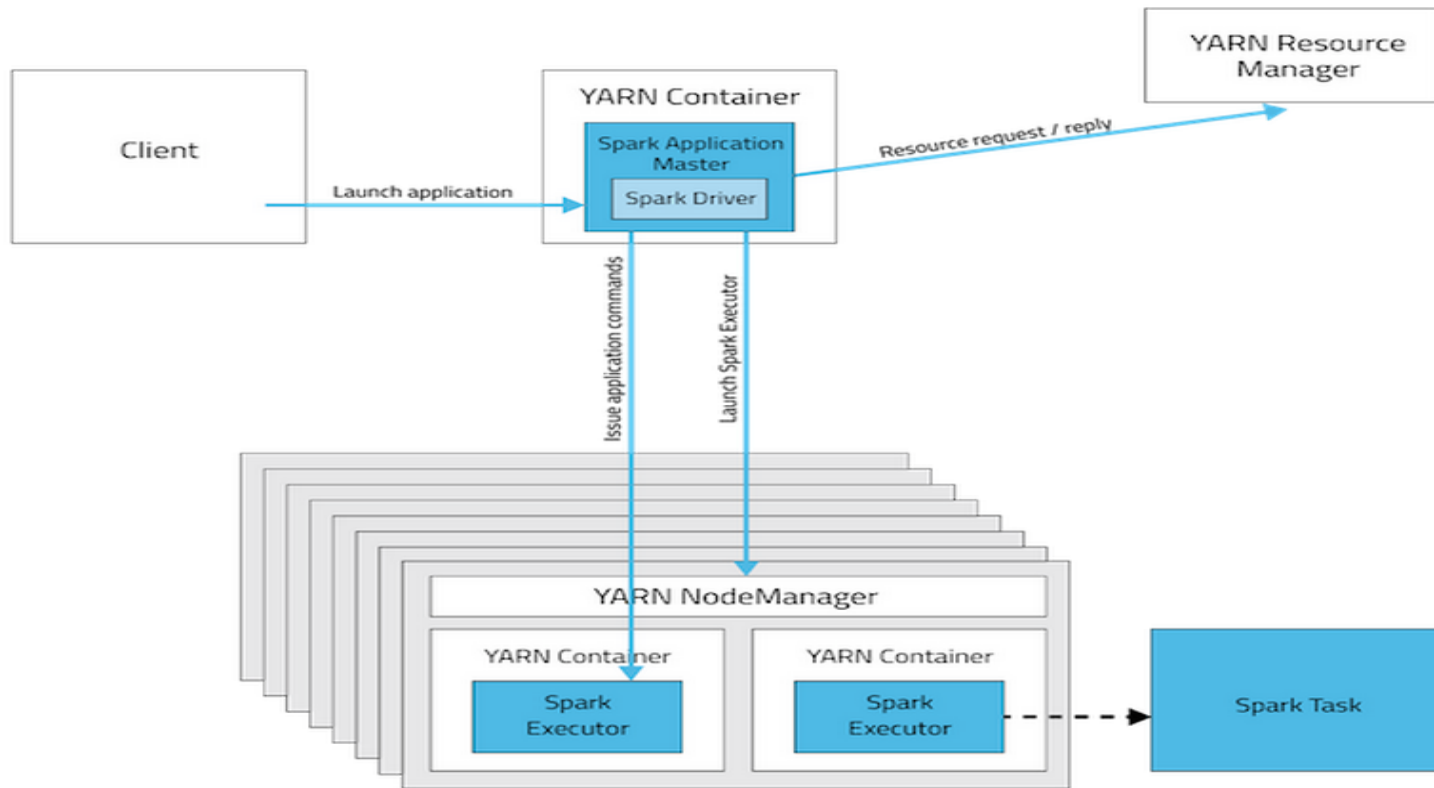 YARN Resource
Manager
YARN Container
Client
Spark Application
Master
Resource request / reply
Launch application
Spark Driver
Issue application commands
Launch Spark Executor
YARN NodeManager
YARN Container
YARN Container
Spark
Executor
Spark
Executor
Spark Task